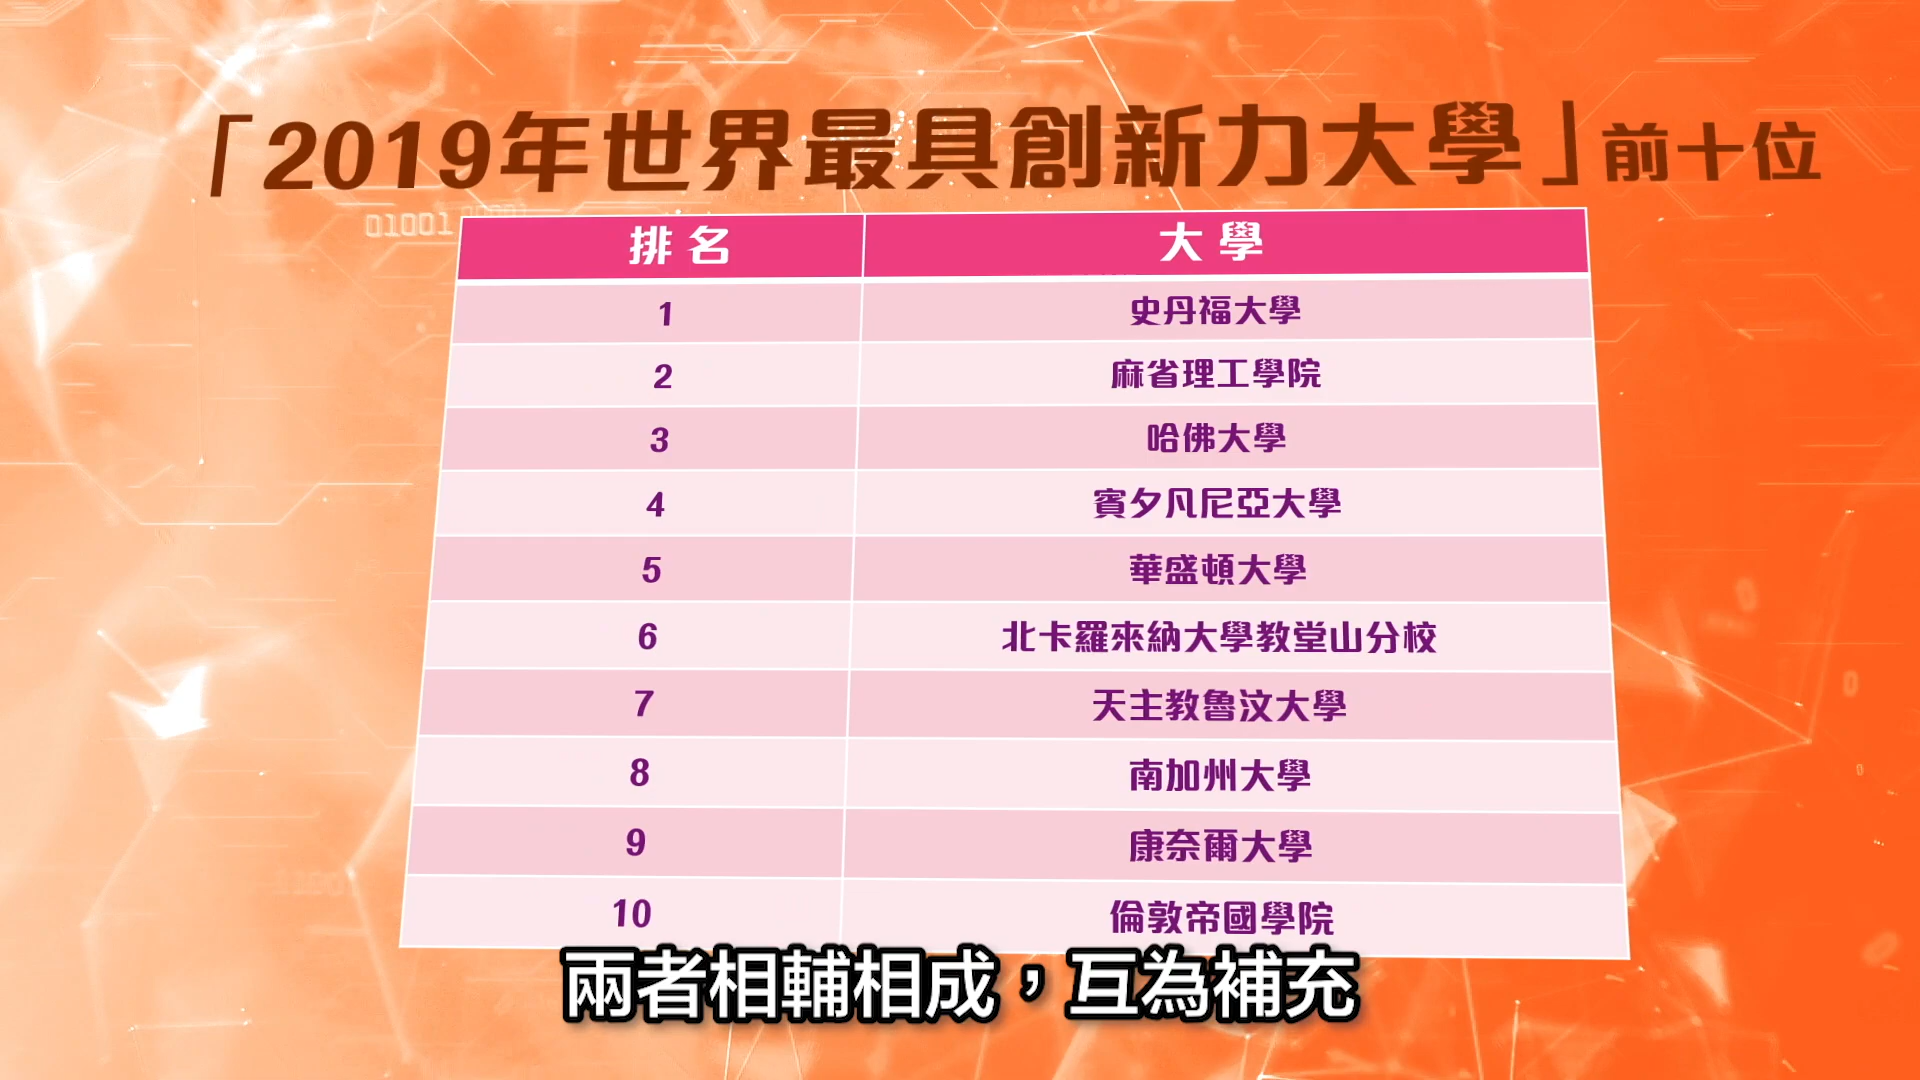 「2019年世界最具創新力大學」前十位
01001
排名 大學
1 史丹福大學
2 麻省理工學院
3 哈佛大學
4 賓夕凡尼亞大學
5 華盛頓大學
6 北卡羅來納大學教堂山分校
7 天主教魯汶大學
8 南加州大學
9 康奈爾大學
10 倫敦帝國學院
兩者相輔相成，互為補充